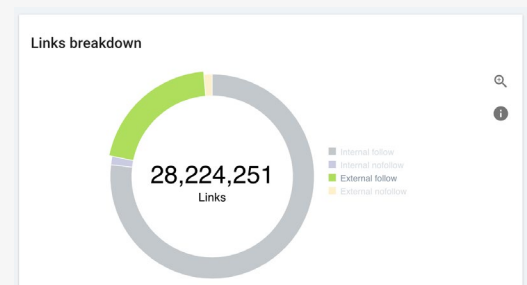 Links breakdown
28,224,251
Links
Internal follow
Internal nofollow
External follow
External nofollow